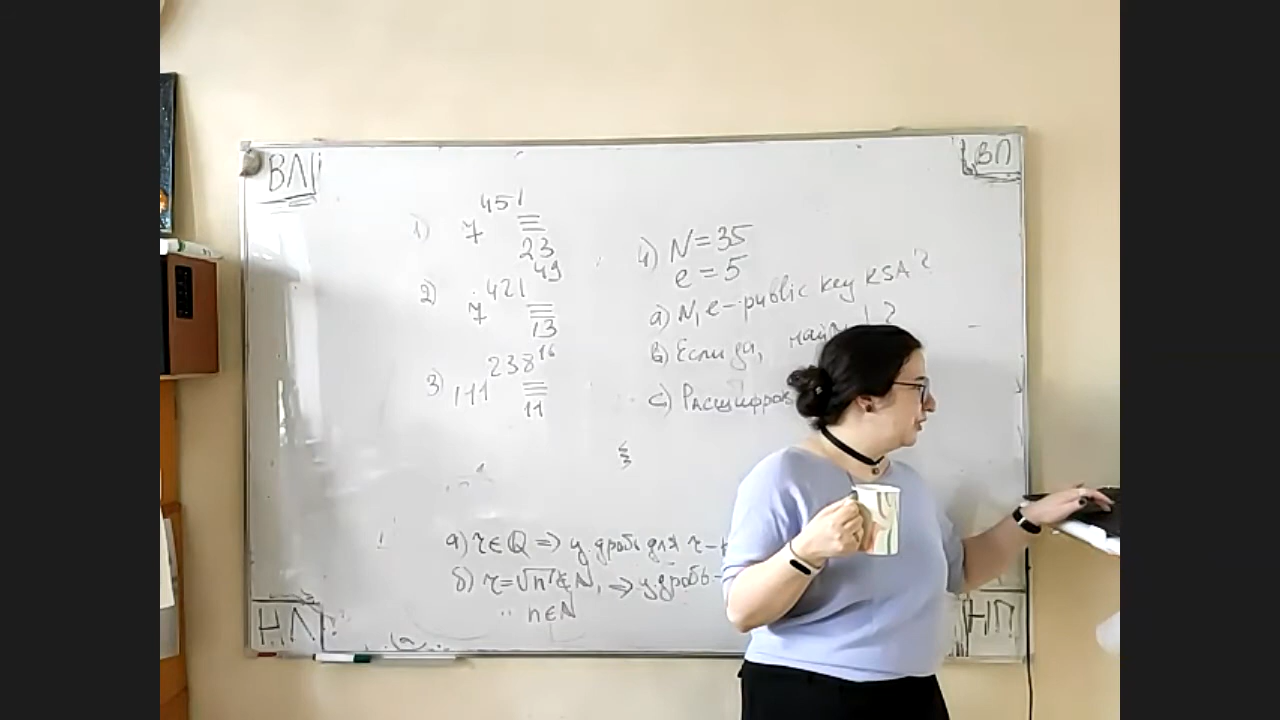 ВЛ
ВП
1) 7^451 ≡ 23
2) 7^421^49 ≡ 13
3) 111^238^16 ≡ 11
4) N=35
e=5
a) N, e - public key RSA?
b) Если да,
c) Расшифров
а) r∈Q ⇒ у дробь для r -
б) r=√n ∉ N, ⇒ у дробь -
n∈N
НЛ
НП